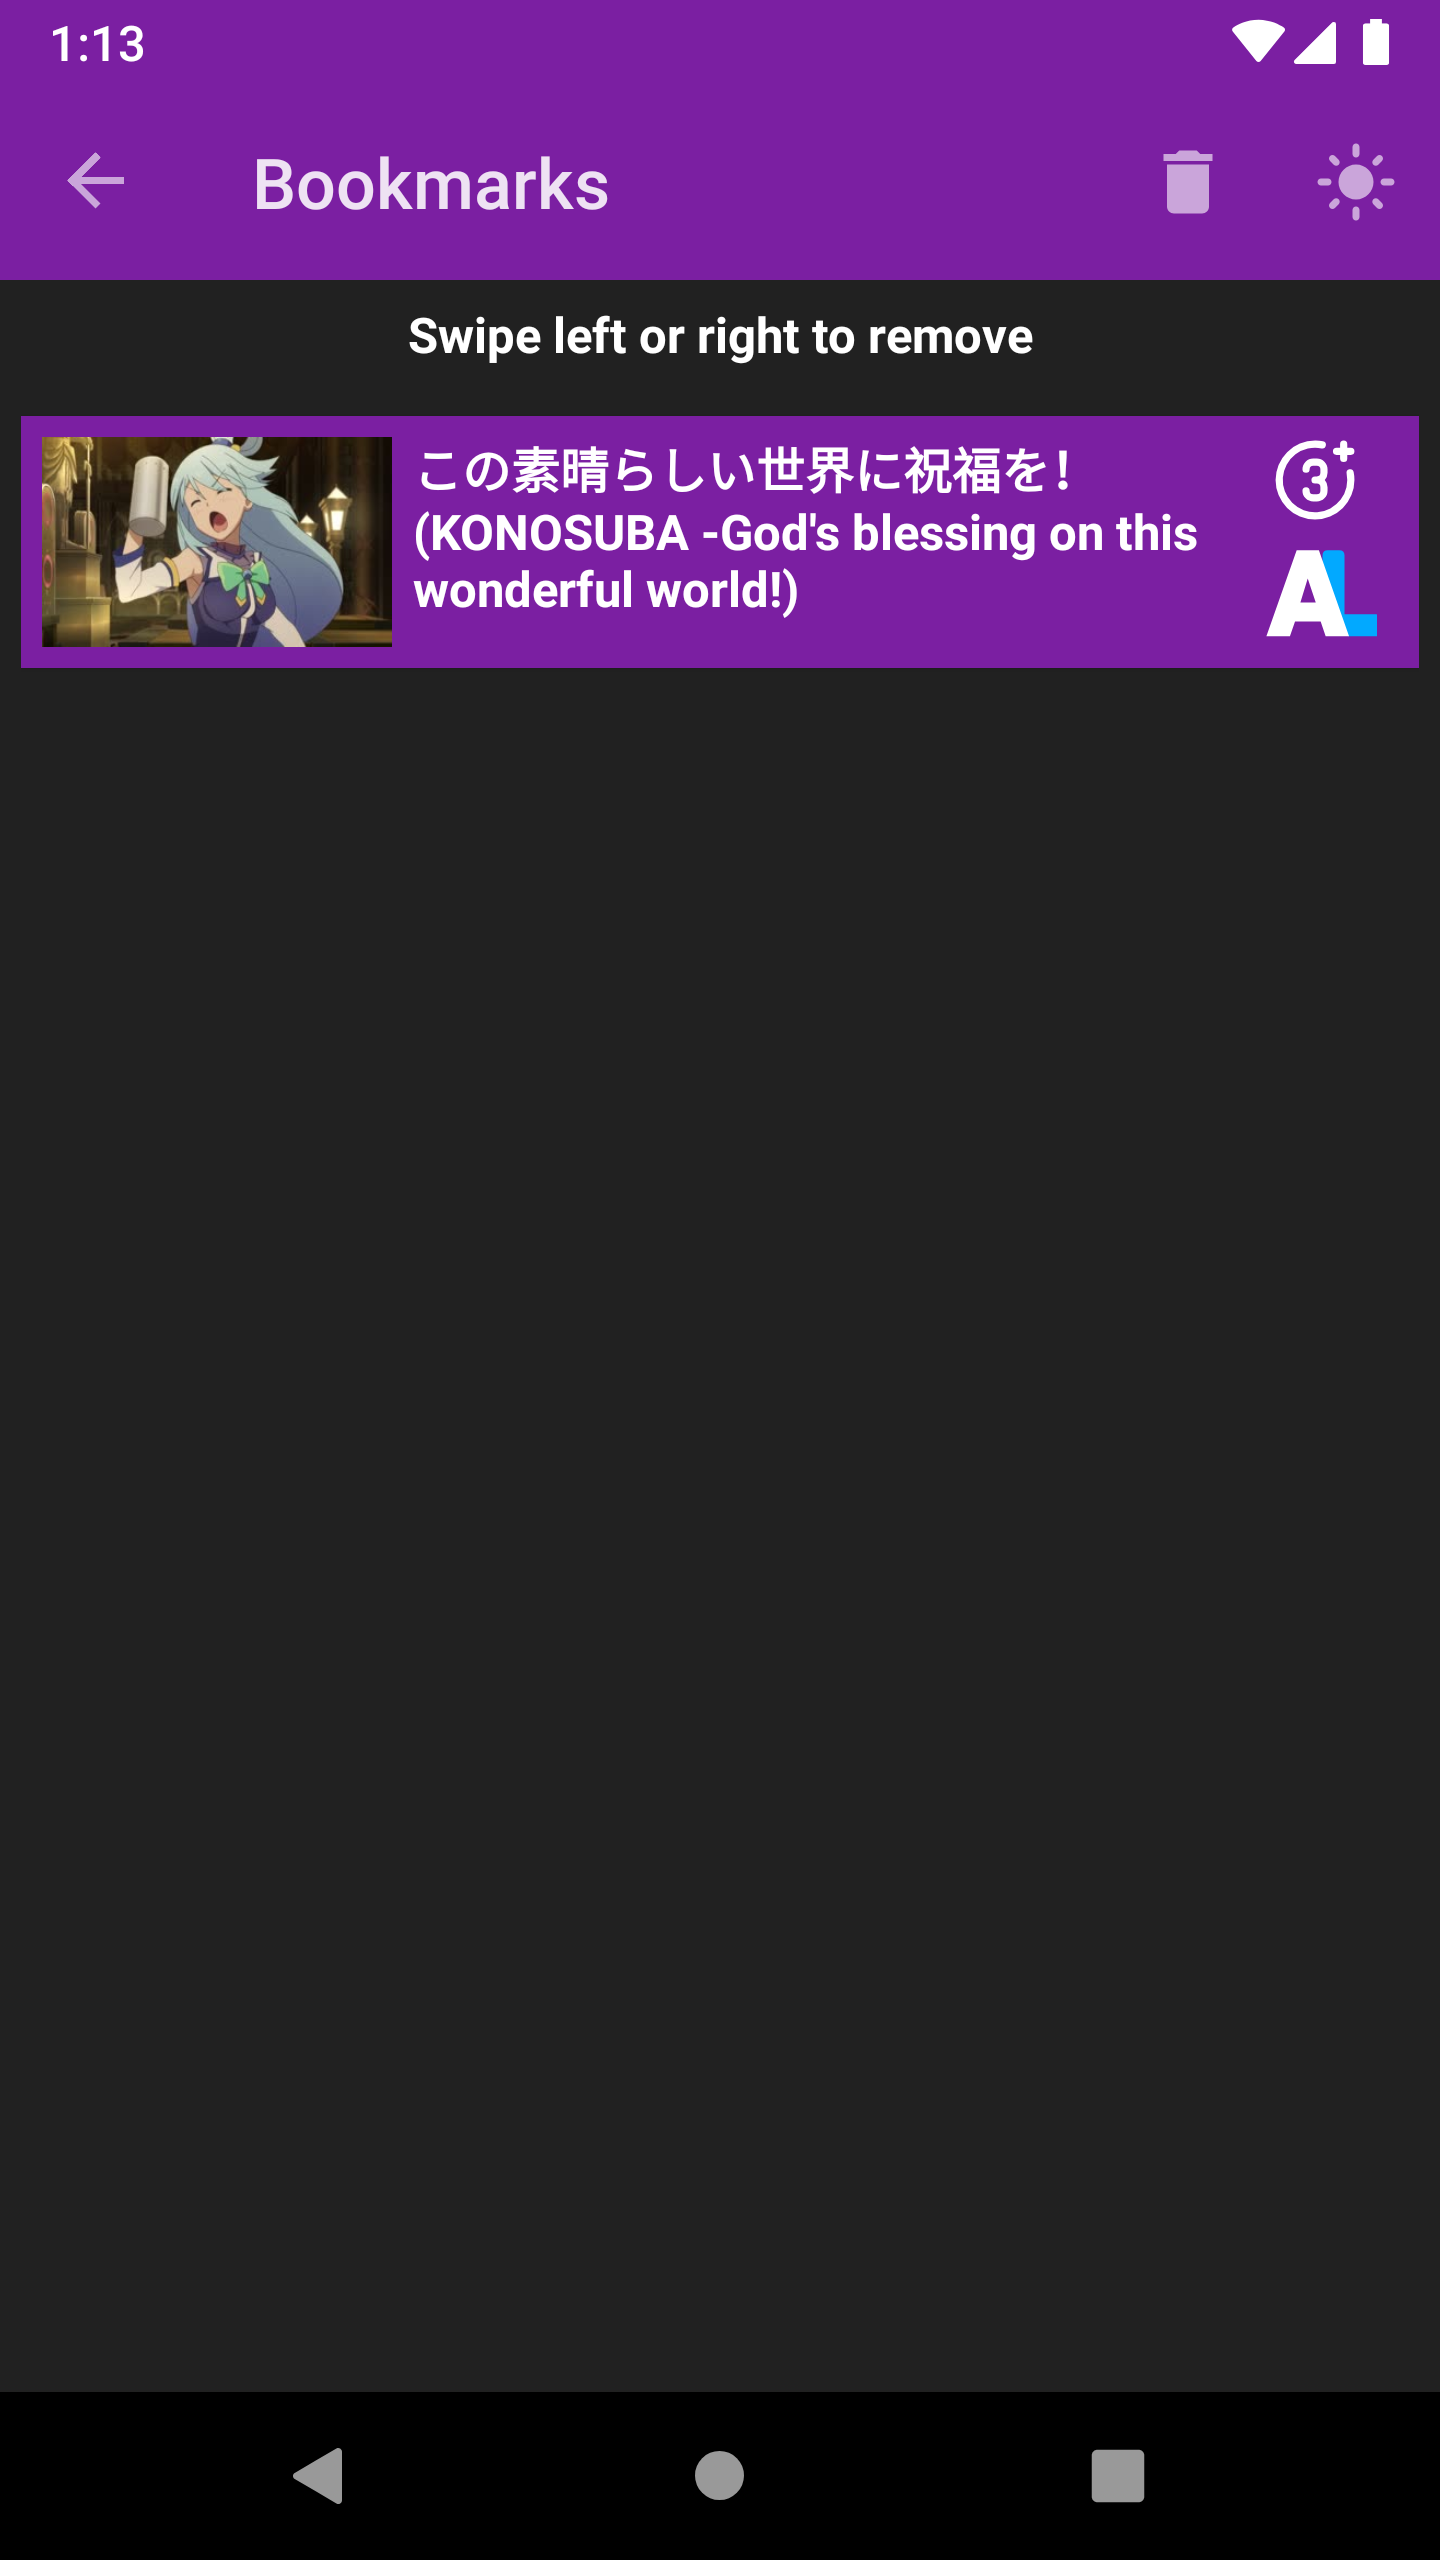 1:13
Bookmarks
Swipe left or right to remove
この素晴らしい世界に祝福を！
(KONOSUBA -God's blessing on this
wonderful world!)
3+
AL